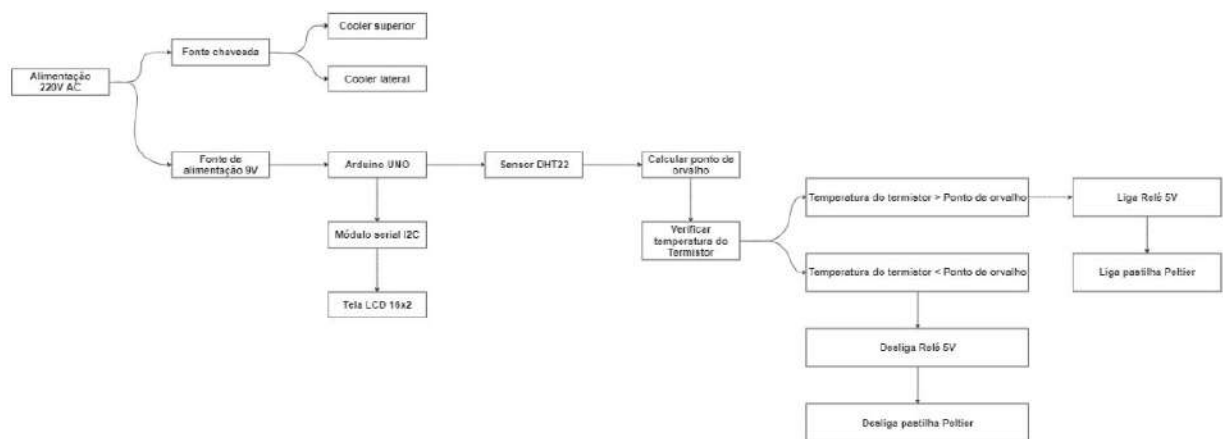 Cooler superior
Fonte chaveada
Cooler lateral
Alimentação
220V AC
Fonte de
alimentação 9V
Arduino UNO
Sensor DHT22
Calcular ponto de
orvalho
Temperatura do termistor > Ponto de orvalho
Liga Relé 5V
Módulo serial I2C
Verificar
temperatura do
Termistor
Temperatura do termistor < Ponto de orvalho
Liga pastilha Peltier
Tela LCD 16x2
Desliga Relé 5V
Desliga pastilha Peltier